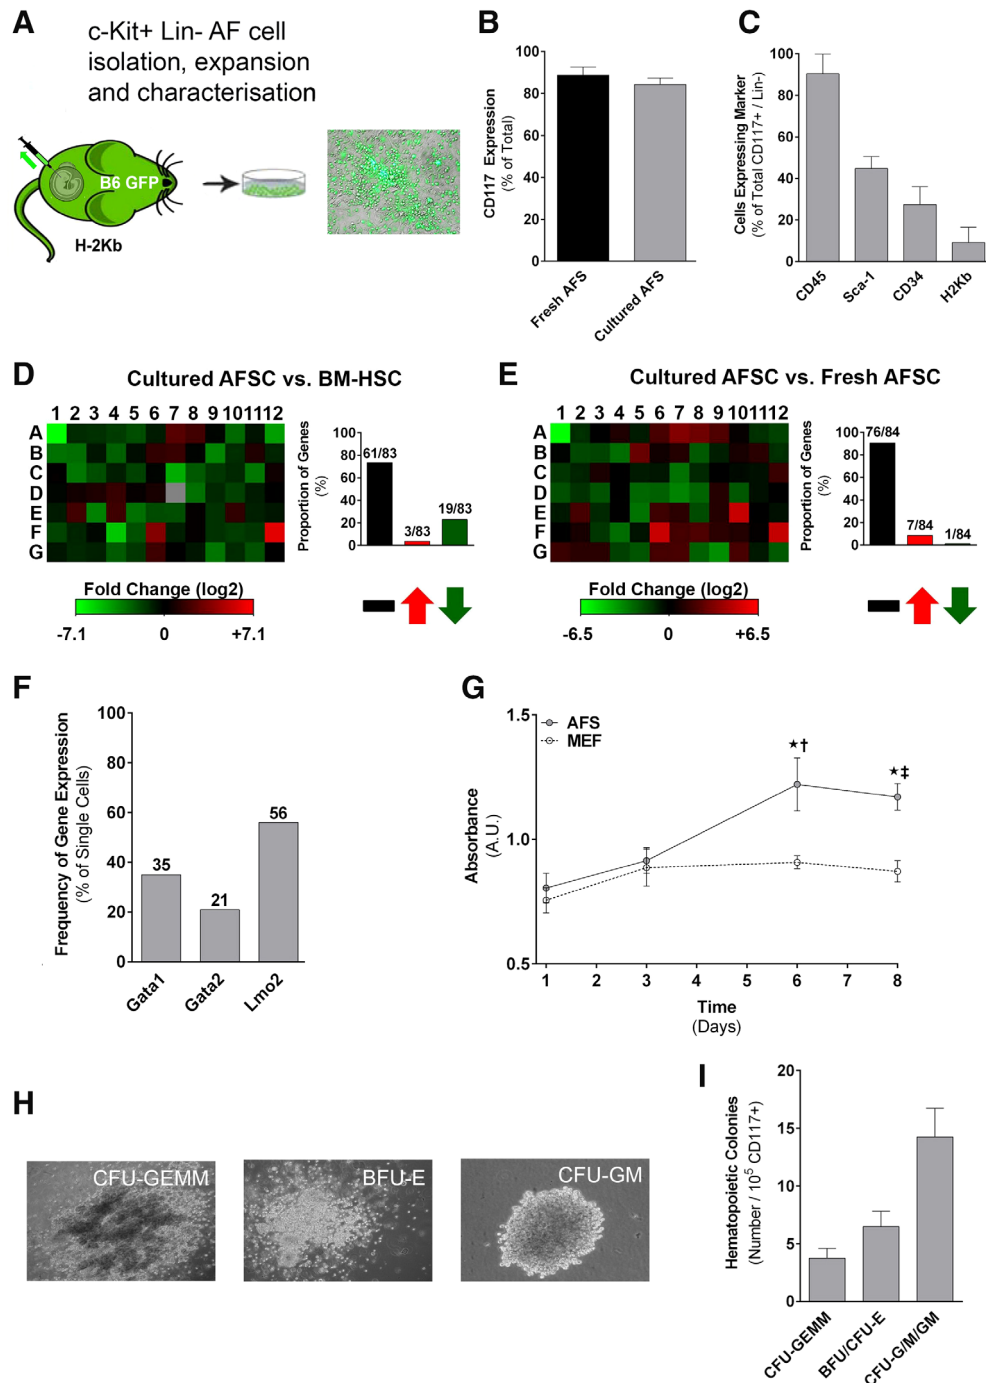 A
c-Kit+ Lin- AF cell
isolation, expansion
and characterisation
B6 GFP
H-2Kb
B
CD117 Expression
(% of Total)
100
80
60
40
20
0
Fresh AFS
Cultured AFS
C
Cells Expressing Marker
(% of Total CD117+ / Lin-)
100
80
60
40
20
0
CD45
Sca-1
CD34
H2Kb
D
Cultured AFSC vs. BM-HSC
1 2 3 4 5 6 7 8 9 10 11 12
A
B
C
D
E
F
G
Fold Change (log2)
-7.1 0 +7.1
Proportion of Genes
(%)
100
80
60
40
20
0
61/83
3/83
19/83
E
Cultured AFSC vs. Fresh AFSC
1 2 3 4 5 6 7 8 9 10 11 12
A
B
C
D
E
F
G
Fold Change (log2)
-6.5 0 +6.5
Proportion of Genes
(%)
100
80
60
40
20
0
76/84
7/84
1/84
F
Frequency of Gene Expression
(% of Single Cells)
100
80
60
40
20
0
35
21
56
Gata1
Gata2
Lmo2
G
AFS
MEF
Absorbance
(A.U.)
1.5
1.0
0.5
★†
★‡
1 2 3 4 5 6 7 8
Time
(Days)
H
CFU-GEMM
BFU-E
CFU-GM
I
Hematopoietic Colonies
(Number / 10⁵ CD117+)
20
15
10
5
0
CFU-GEMM
BFU/CFU-E
CFU-G/M/GM